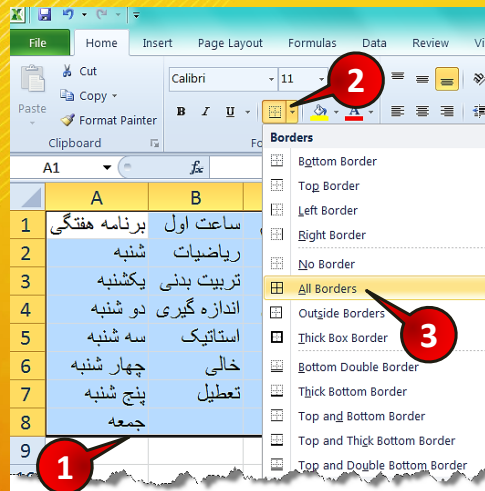 File Home Insert Page Layout Formulas Data Review
Cut
Copy
Paste
Format Painter
Clipboard
Calibri 11
B I U A
2
A1 fx
Borders
Bottom Border
Top Border
Left Border
Right Border
No Border
All Borders
Outside Borders
Thick Box Border
Bottom Double Border
Thick Bottom Border
Top and Bottom Border
Top and Thick Bottom Border
Top and Double Bottom Border
3
A B
1 برنامه هفتگی ساعت اول
2 شنبه ریاضیات
3 یکشنبه تربیت بدنی
4 دو شنبه اندازه گیری
5 سه شنبه استاتیک
6 چهار شنبه خالی
7 پنج شنبه تعطیل
8 جمعه
9
1